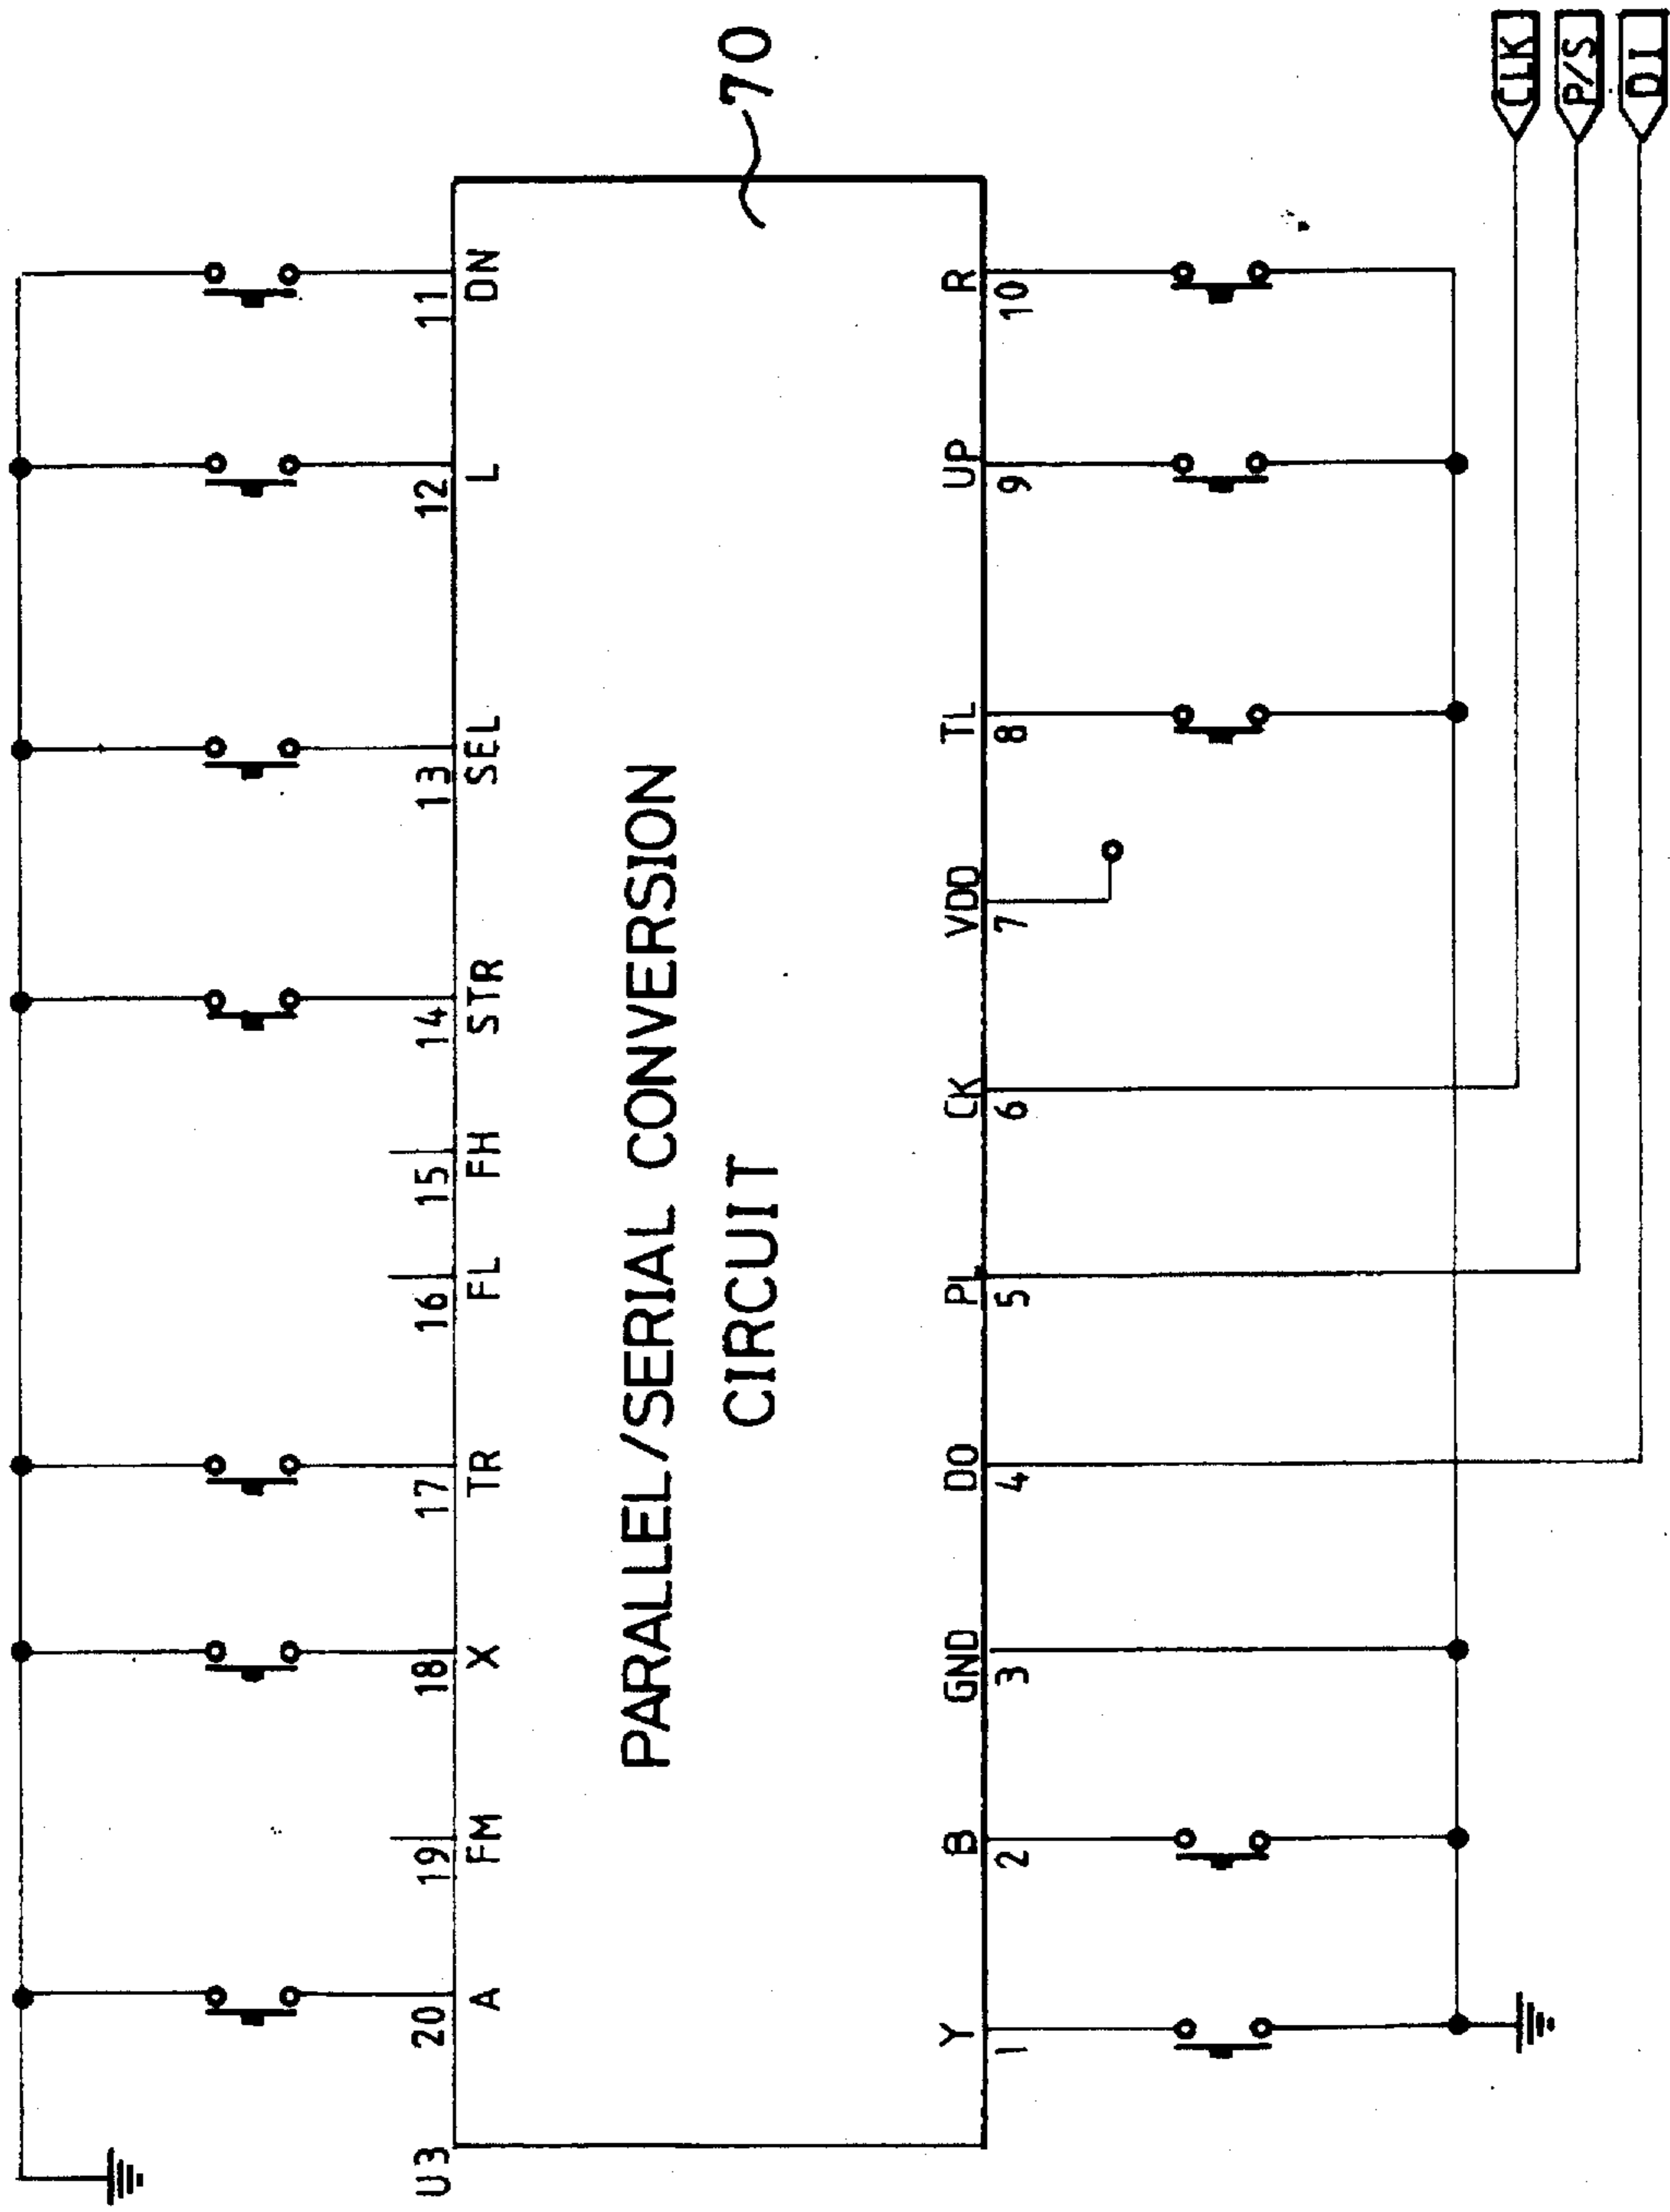 U3 20 19 18 17 16 15 14 13 12 11
A FM X TR FL FH STR SEL L DN
PARALLEL/SERIAL CONVERSION
CIRCUIT
70
Y B GND DO PL CK VDD TL UP R
1 2 3 4 5 6 7 8 9 10
CLK
P/S
DI